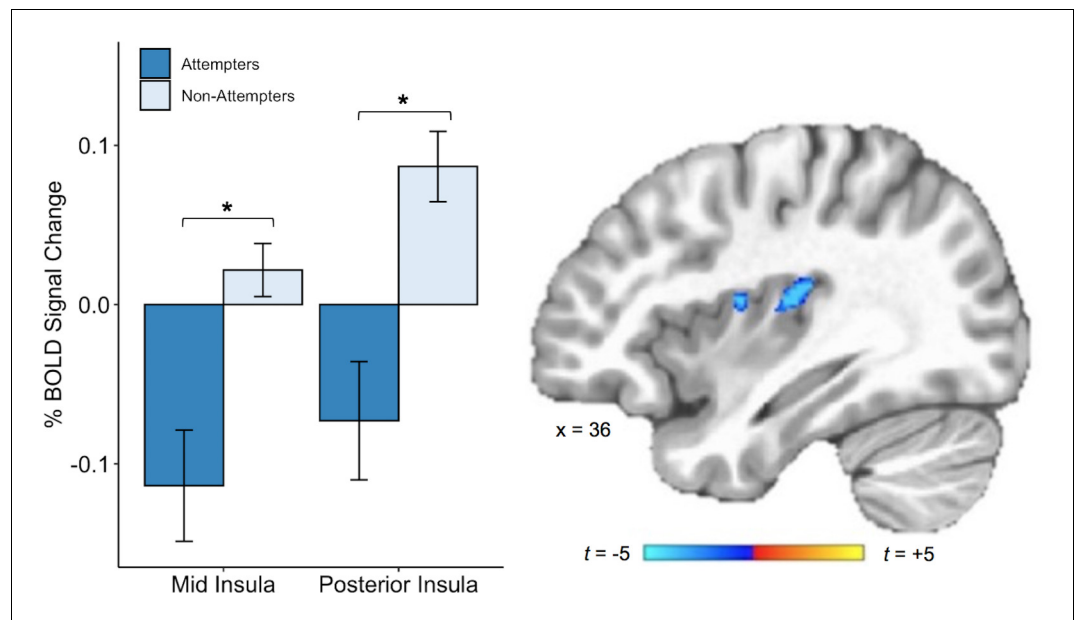 Attempters
Non-Attempters
*
*
0.1
0.0
-0.1
% BOLD Signal Change
Mid Insula
Posterior Insula
x = 36
t = -5
t = +5